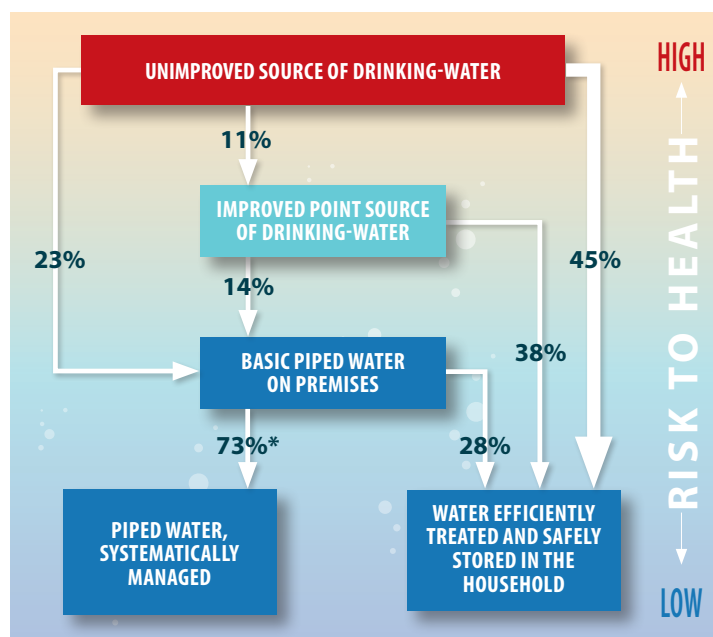 UNIMPROVED SOURCE OF DRINKING-WATER
HIGH
11%
IMPROVED POINT SOURCE
OF DRINKING-WATER
23%
45%
14%
38%
BASIC PIPED WATER
ON PREMISES
73%*
28%
RISK TO HEALTH
PIPED WATER,
SYSTEMATICALLY
MANAGED
WATER EFFICIENTLY
TREATED AND SAFELY
STORED IN THE
HOUSEHOLD
LOW